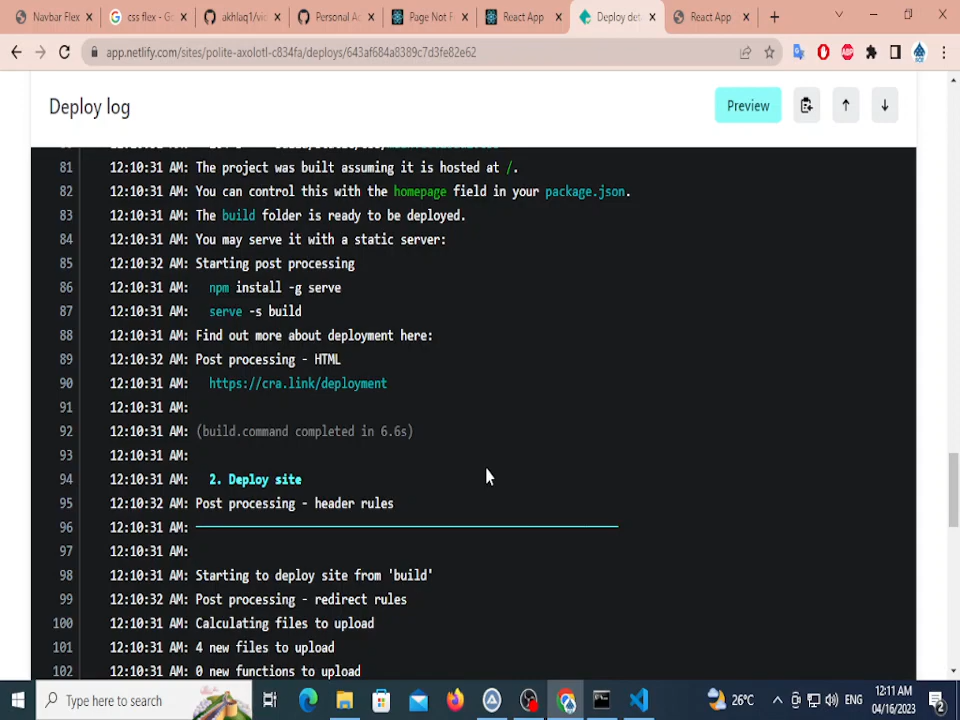 Navbar Flex
css flex - Go
akhlaq1/vid
Personal Ac
Page Not F
React App
Deploy det
React App
app.netlify.com/sites/polite-axolotl-c834fa/deploys/643af684a8389c7d3fe82e62
Deploy log
Preview
81 12:10:31 AM: The project was built assuming it is hosted at /.
82 12:10:31 AM: You can control this with the homepage field in your package.json.
83 12:10:31 AM: The build folder is ready to be deployed.
84 12:10:31 AM: You may serve it with a static server:
85 12:10:32 AM: Starting post processing
86 12:10:31 AM: npm install -g serve
87 12:10:31 AM: serve -s build
88 12:10:31 AM: Find out more about deployment here:
89 12:10:32 AM: Post processing - HTML
90 12:10:31 AM: https://cra.link/deployment
91 12:10:31 AM:
92 12:10:31 AM: (build.command completed in 6.6s)
93 12:10:31 AM:
94 12:10:31 AM: 2. Deploy site
95 12:10:32 AM: Post processing - header rules
96 12:10:31 AM: ────────────────────────────────
97 12:10:31 AM:
98 12:10:31 AM: Starting to deploy site from 'build'
99 12:10:32 AM: Post processing - redirect rules
100 12:10:31 AM: Calculating files to upload
101 12:10:31 AM: 4 new files to upload
102 12:10:31 AM: 0 new functions to upload
Type here to search
26°C
ENG
12:11 AM
04/16/2023
2